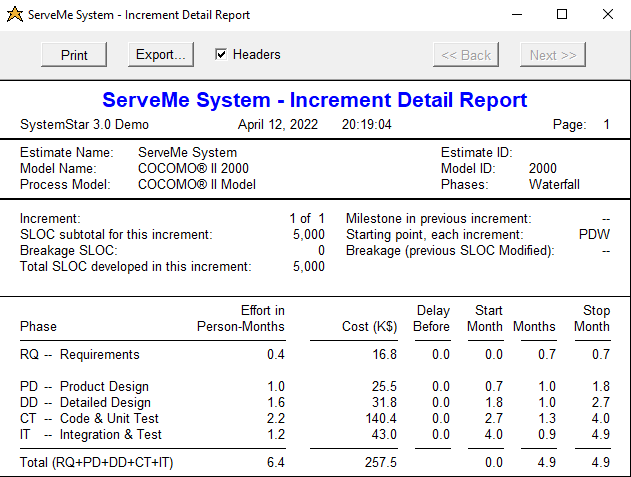 ServeMe System - Increment Detail Report
Print Export... Headers << Back Next >>
ServeMe System - Increment Detail Report
SystemStar 3.0 Demo April 12, 2022 20:19:04 Page: 1
Estimate Name: ServeMe System Estimate ID:
Model Name: COCOMO® II 2000 Model ID: 2000
Process Model: COCOMO® II Model Phases: Waterfall
Increment: 1 of 1 Milestone in previous increment: --
SLOC subtotal for this increment: 5,000 Starting point, each increment: PDW
Breakage SLOC: 0 Breakage (previous SLOC Modified): --
Total SLOC developed in this increment: 5,000
Effort in Delay Start Stop
Phase Person-Months Cost (K$) Before Month Months Month
RQ -- Requirements 0.4 16.8 0.0 0.0 0.7 0.7
PD -- Product Design 1.0 25.5 0.0 0.7 1.0 1.8
DD -- Detailed Design 1.6 31.8 0.0 1.8 1.0 2.7
CT -- Code & Unit Test 2.2 140.4 0.0 2.7 1.3 4.0
IT -- Integration & Test 1.2 43.0 0.0 4.0 0.9 4.9
Total (RQ+PD+DD+CT+IT) 6.4 257.5 0.0 4.9 4.9